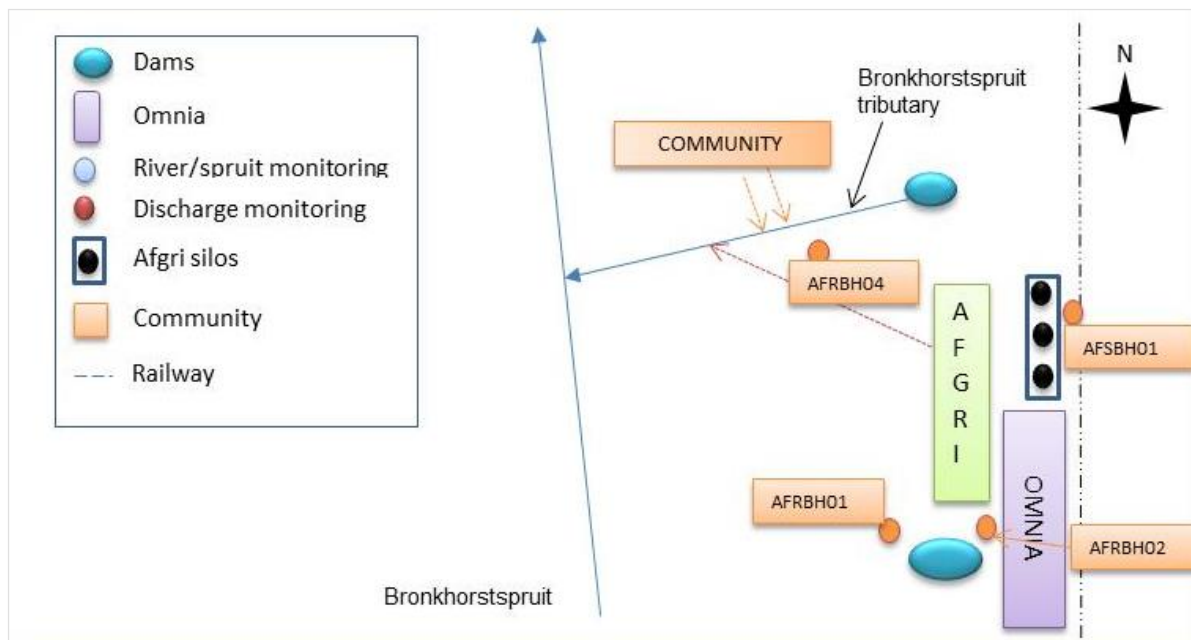 Dams
Omnia
River/spruit monitoring
Discharge monitoring
Afgri silos
Community
Railway
N
Bronkhorstspruit
tributary
COMMUNITY
AFRBH04
AFGRI
AFSBH01
OMNIA
AFRBH01
AFRBH02
Bronkhorstspruit